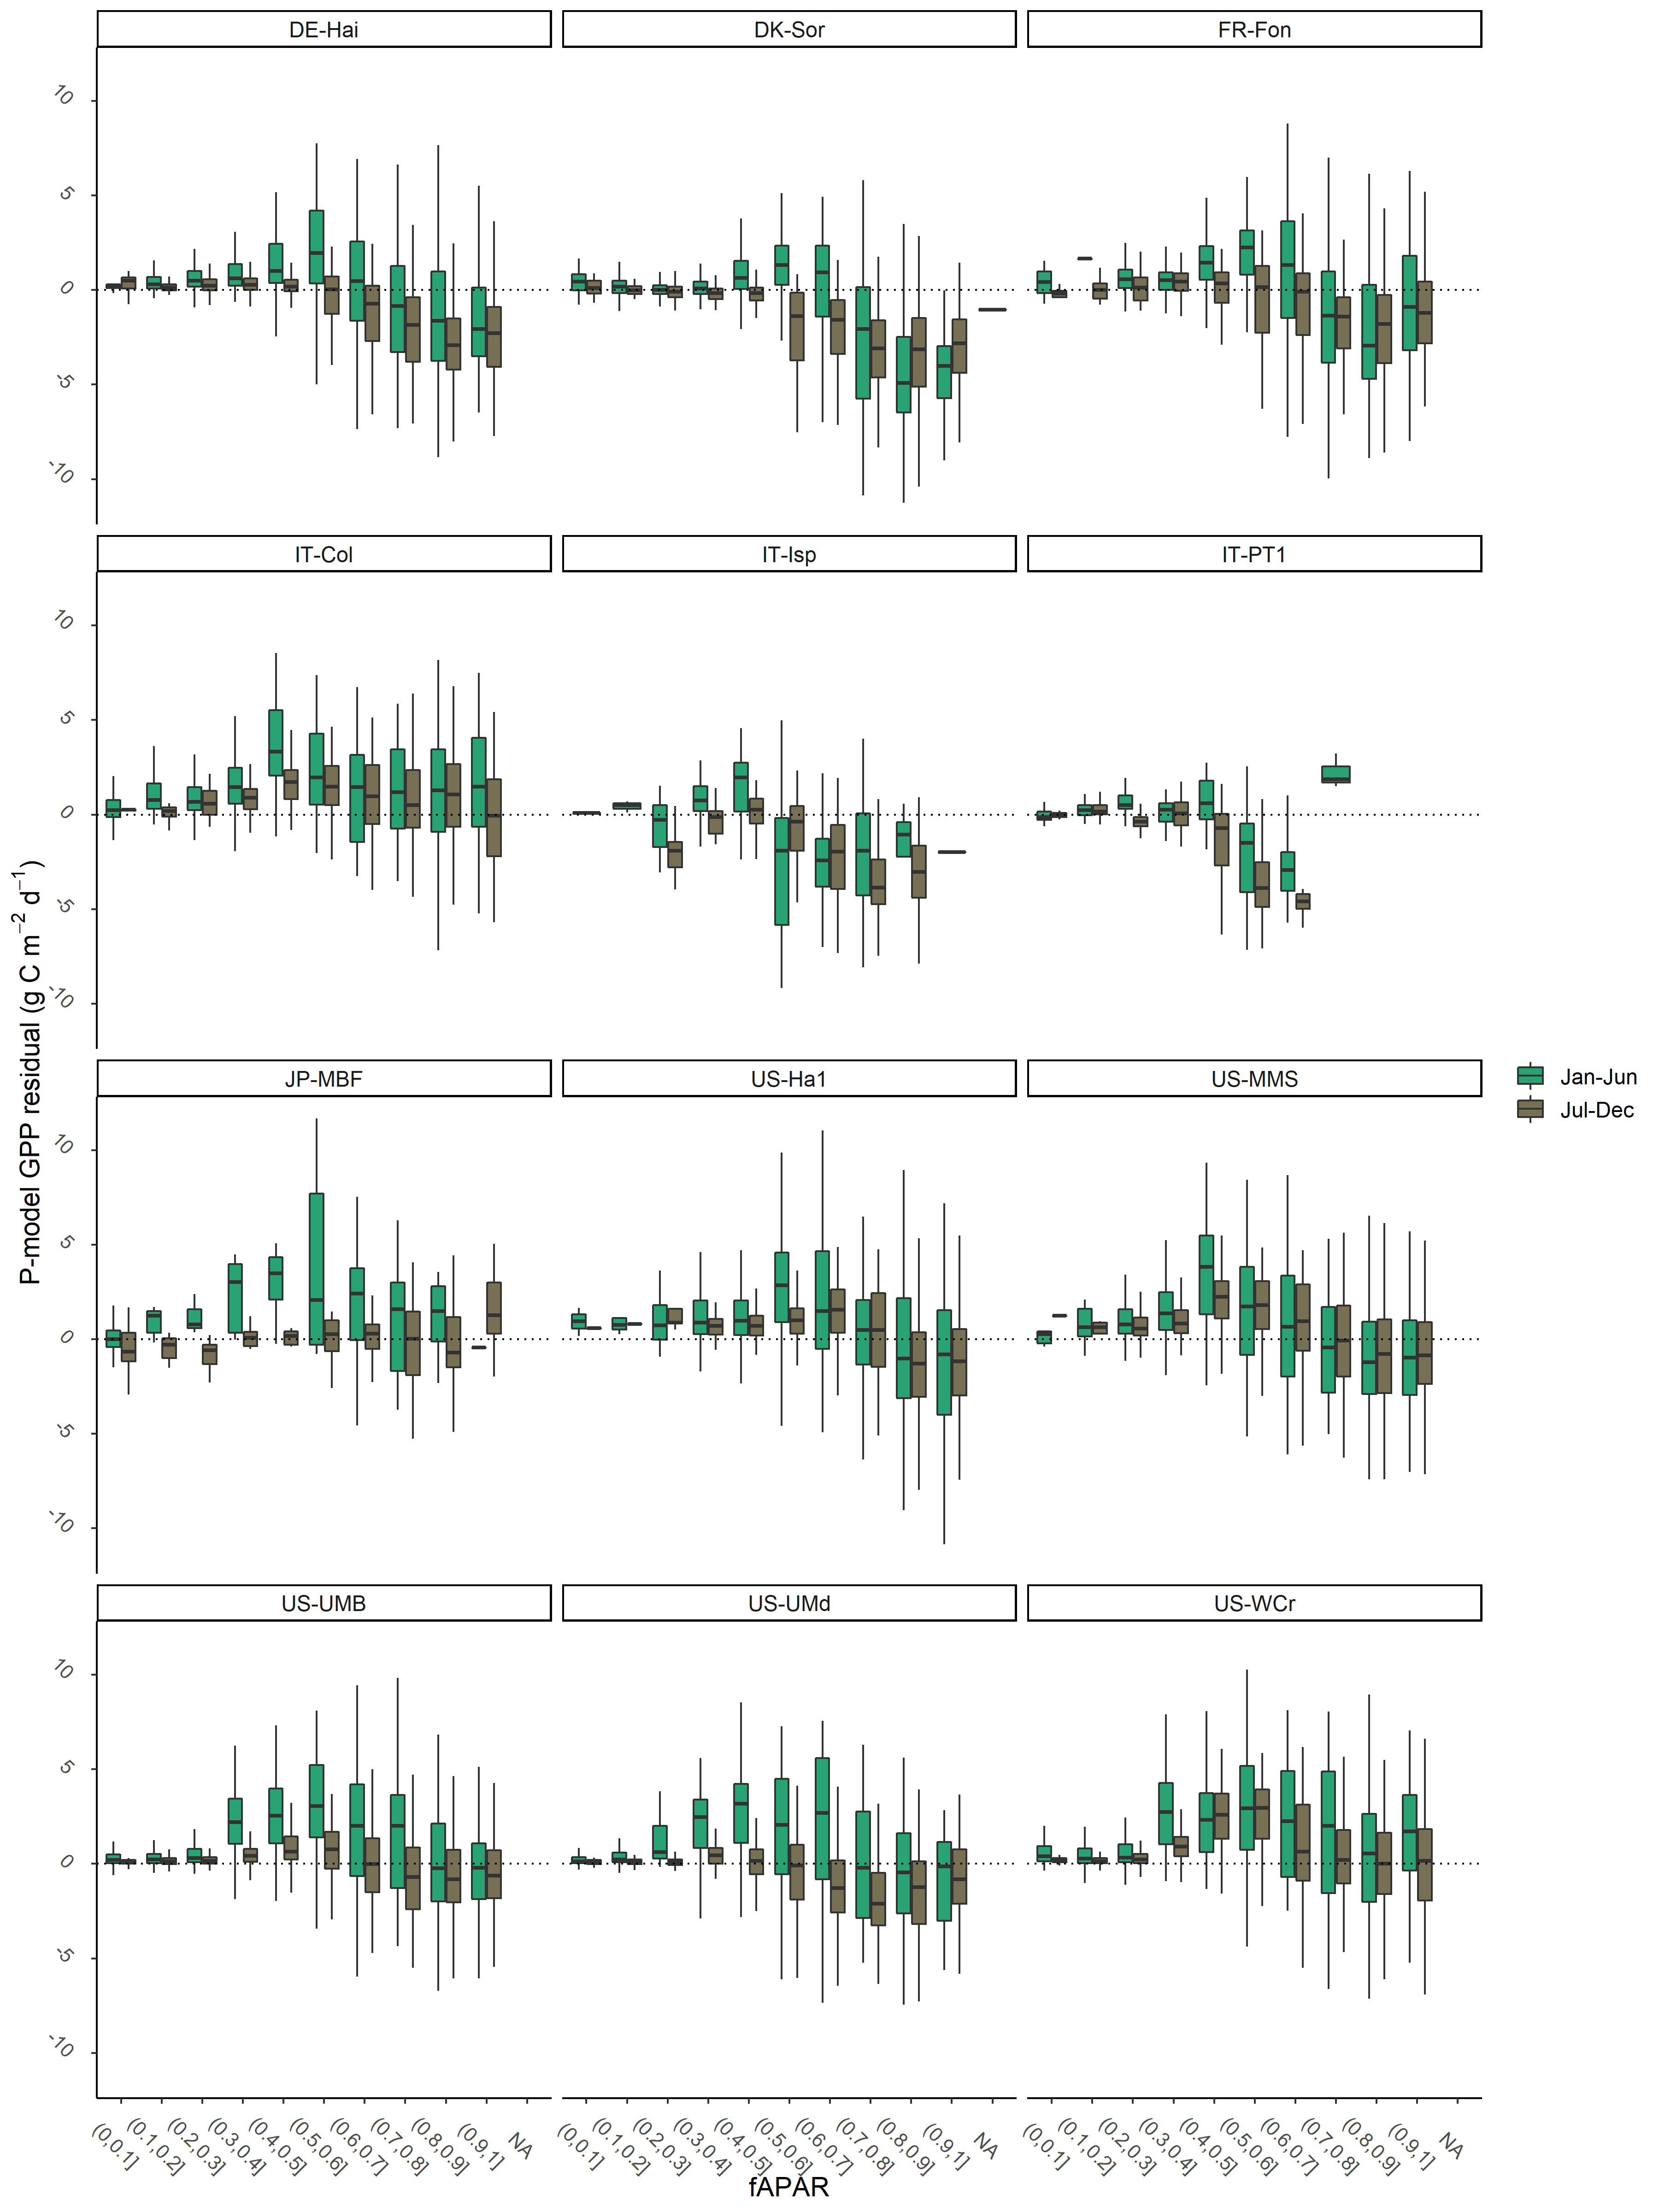 DE-Hai
DK-Sor
FR-Fon
10
5
0
-5
-10
IT-Col
IT-Isp
IT-PT1
10
5
0
-5
-10
JP-MBF
US-Ha1
US-MMS
10
5
0
-5
-10
US-UMB
US-UMd
US-WCr
10
5
0
-5
-10
P-model GPP residual (g C m−2 d−1)
Jan-Jun
Jul-Dec
(0,0.1]
(0.1,0.2]
(0.2,0.3]
(0.3,0.4]
(0.4,0.5]
(0.5,0.6]
(0.6,0.7]
(0.7,0.8]
(0.8,0.9]
(0.9,1]
NA
(0,0.1]
(0.1,0.2]
(0.2,0.3]
(0.3,0.4]
(0.4,0.5]
(0.5,0.6]
(0.6,0.7]
(0.7,0.8]
(0.8,0.9]
(0.9,1]
NA
(0,0.1]
(0.1,0.2]
(0.2,0.3]
(0.3,0.4]
(0.4,0.5]
(0.5,0.6]
(0.6,0.7]
(0.7,0.8]
(0.8,0.9]
(0.9,1]
NA
fAPAR